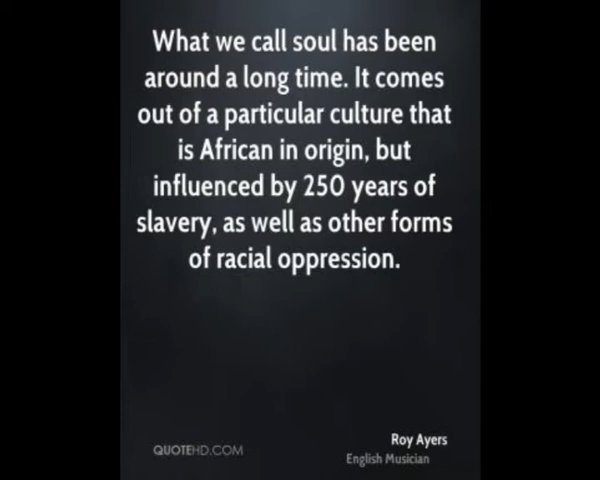 What we call soul has been
around a long time. It comes
out of a particular culture that
is African in origin, but
influenced by 250 years of
slavery, as well as other forms
of racial oppression.
Roy Ayers
QUOTEHD.COM
English Musician